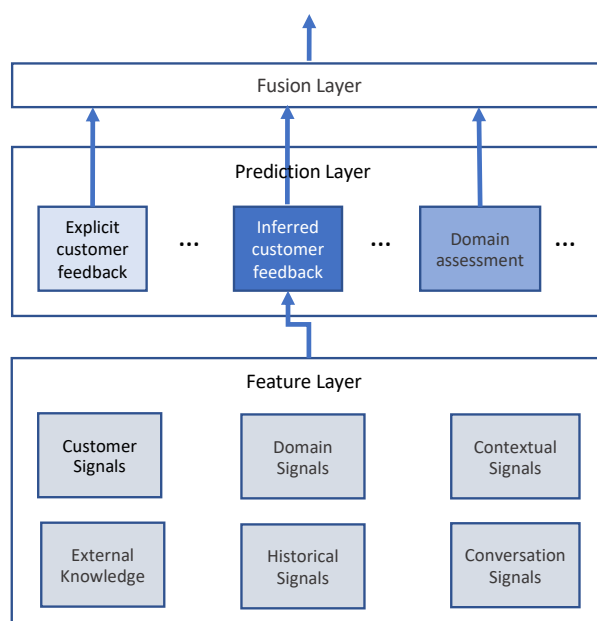 Fusion Layer
Prediction Layer
Explicit
customer
feedback
...
Inferred
customer
feedback
...
Domain
assessment
...
Feature Layer
Customer
Signals
Domain
Signals
Contextual
Signals
External
Knowledge
Historical
Signals
Conversation
Signals